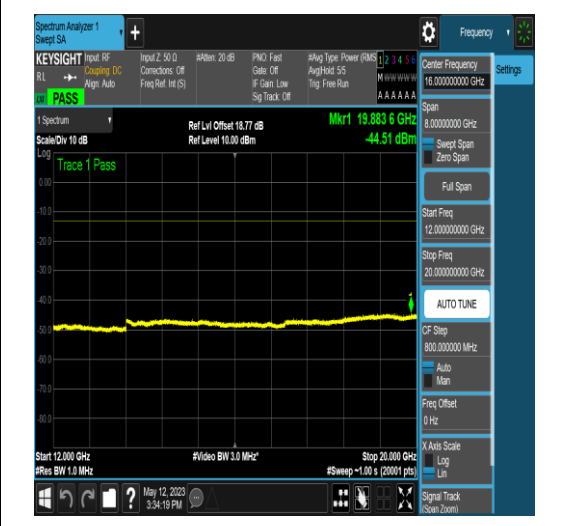 Spectrum Analyzer 1
Swept SA
+
Frequency
KEYSIGHT
RL
PASS
Input: RF
Coupling: DC
Align: Auto
Input Z: 50 Ω
Corrections: Off
Freq Ref: Int (S)
#Atten: 20 dB
PNO: Fast
Gate: Off
IF Gain: Low
Sig Track: Off
#Avg Type: Power (RMS
Avg|Hold: 5/5
Trig: Free Run
1 2 3 4 5 6
M W W W W W
A A A A A A
1 Spectrum
Scale/Div 10 dB
Ref Lvl Offset 18.77 dB
Ref Level 10.00 dBm
Mkr1 19.883 6 GHz
-44.51 dBm
Log
Trace 1 Pass
0.00
-10.0
-20.0
-30.0
-40.0
-50.0
-60.0
-70.0
-80.0
1
Start 12.000 GHz
#Res BW 1.0 MHz
#Video BW 3.0 MHz*
Stop 20.000 GHz
#Sweep ~1.00 s (20001 pts)
?
May 12, 2023
3:34:19 PM
Center Frequency
16.000000000 GHz
Settings
Span
8.00000000 GHz
Swept Span
Zero Span
Full Span
Start Freq
12.000000000 GHz
Stop Freq
20.000000000 GHz
AUTO TUNE
CF Step
800.000000 MHz
Auto
Man
Freq Offset
0 Hz
X Axis Scale
Log
Lin
Signal Track
(Span Zoom)